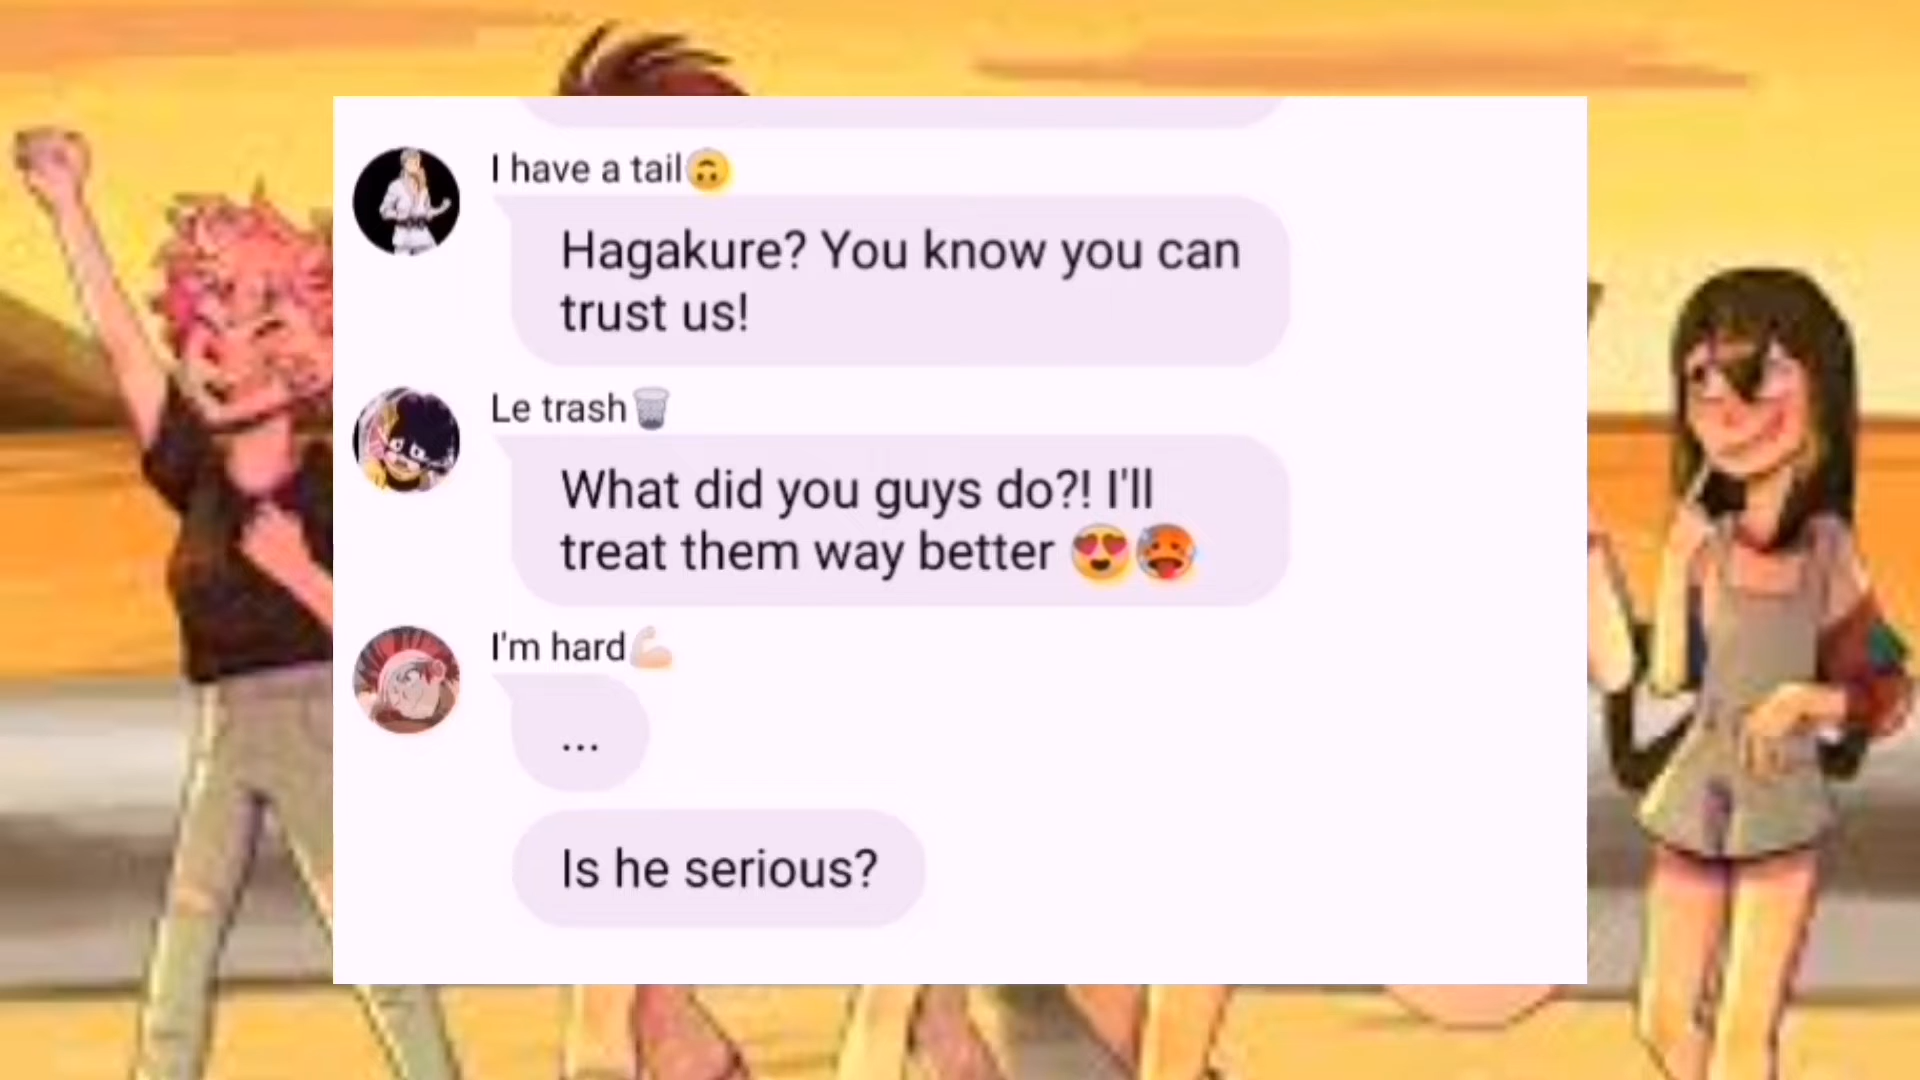 I have a tail🙃
Hagakure? You know you can
trust us!
Le trash🗑️
What did you guys do?! I'll
treat them way better 😍🥵
I'm hard💪🏻
...
Is he serious?